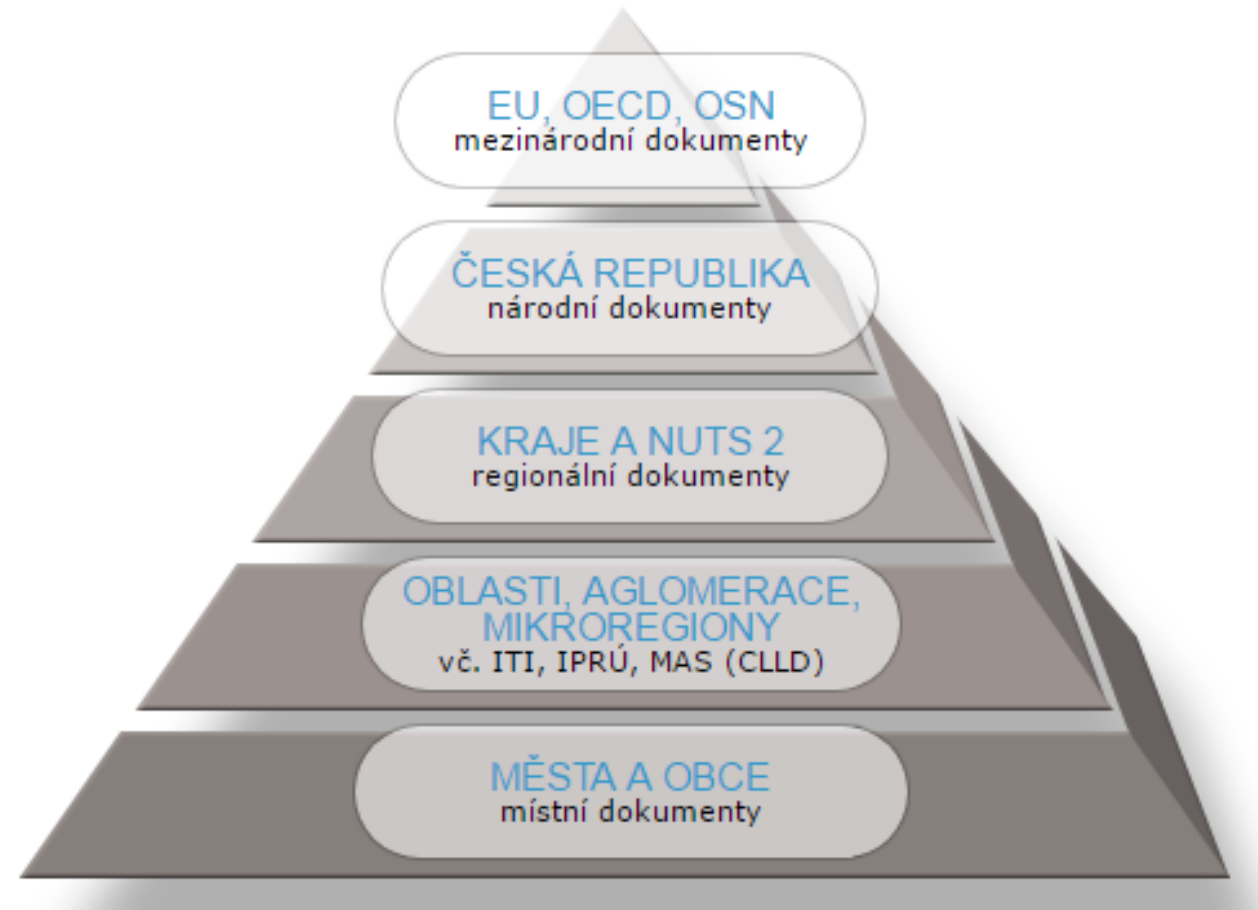 EU, OECD, OSN
mezinárodní dokumenty
ČESKÁ REPUBLIKA
národní dokumenty
KRAJE A NUTS 2
regionální dokumenty
OBLASTI, AGLOMERACE,
MIKROREGIONY
vč. ITI, IPRÚ, MAS (CLLD)
MĚSTA A OBCE
místní dokumenty